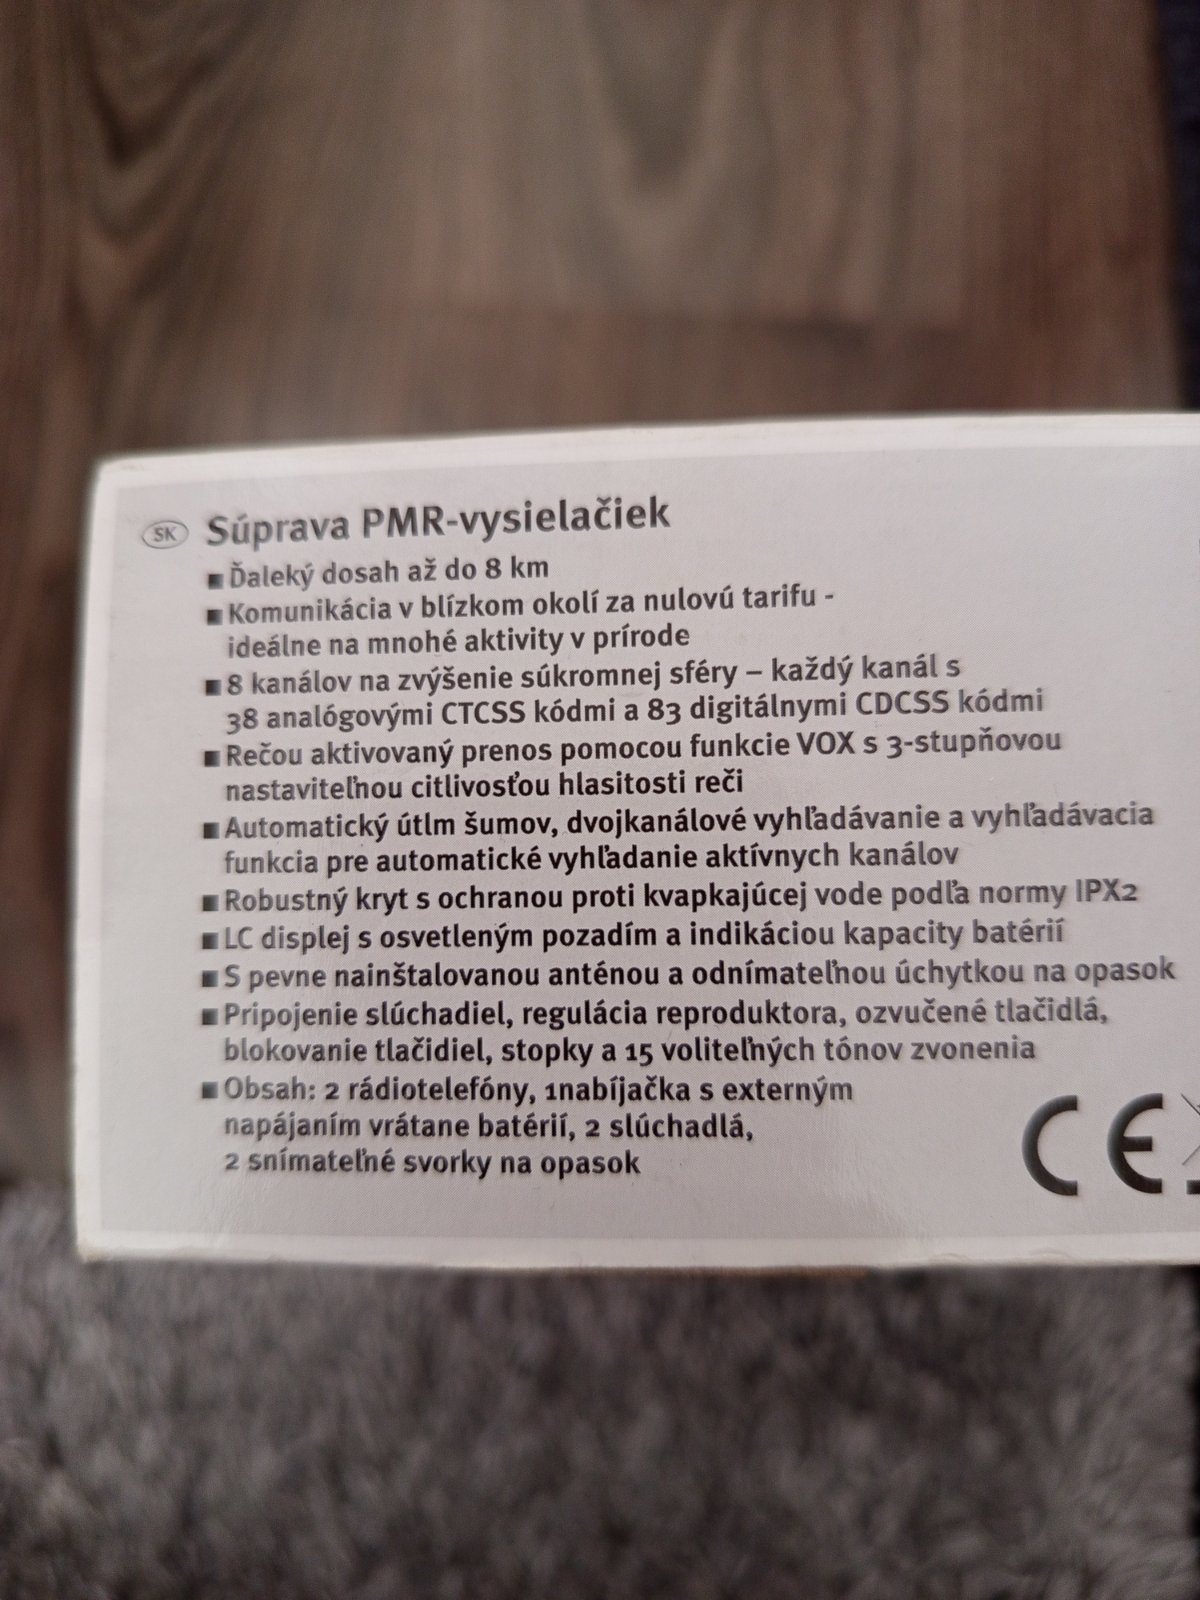 SK Súprava PMR-vysielačiek
■ Ďaleký dosah až do 8 km
■ Komunikácia v blízkom okolí za nulovú tarifu -
ideálne na mnohé aktivity v prírode
■ 8 kanálov na zvýšenie súkromnej sféry – každý kanál s
38 analógovými CTCSS kódmi a 83 digitálnymi CDCSS kódmi
■ Rečou aktivovaný prenos pomocou funkcie VOX s 3-stupňovou
nastaviteľnou citlivosťou hlasitosti reči
■ Automatický útlm šumov, dvojkanálové vyhľadávanie a vyhľadávacia
funkcia pre automatické vyhľadanie aktívnych kanálov
■ Robustný kryt s ochranou proti kvapkajúcej vode podľa normy IPX2
■ LC displej s osvetleným pozadím a indikáciou kapacity batérií
■ S pevne nainštalovanou anténou a odnímateľnou úchytkou na opasok
■ Pripojenie slúchadiel, regulácia reproduktora, ozvučené tlačidlá,
blokovanie tlačidiel, stopky a 15 voliteľných tónov zvonenia
■ Obsah: 2 rádiotelefóny, 1nabíjačka s externým
napájaním vrátane batérií, 2 slúchadlá,
2 snímateľné svorky na opasok
CE